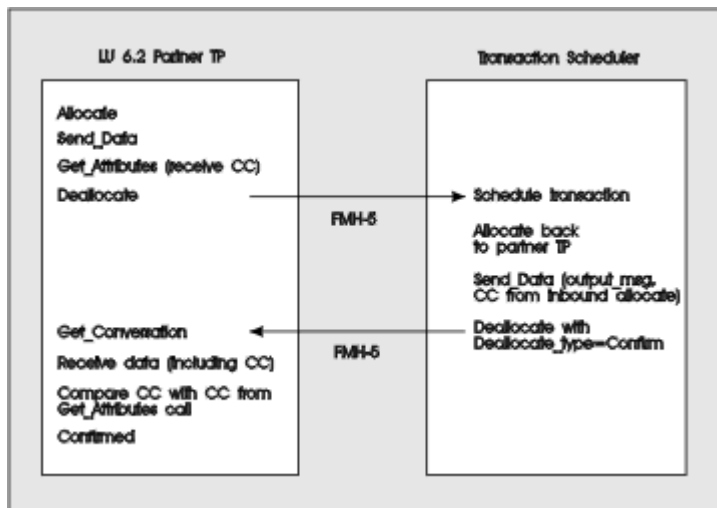 LU 6.2 Partner TP
Allocate
Send_Data
Get_Attributes (receive CC)
Deallocate
Get_Conversation
Receive data (including CC)
Compare CC with CC from
Get_Attributes call
Confirmed
FMH-5
FMH-5
Transaction Scheduler
Schedule transaction
Allocate back
to partner TP
Send_Data (output_msg,
CC from inbound allocate)
Deallocate with
Deallocate_type=Confirm